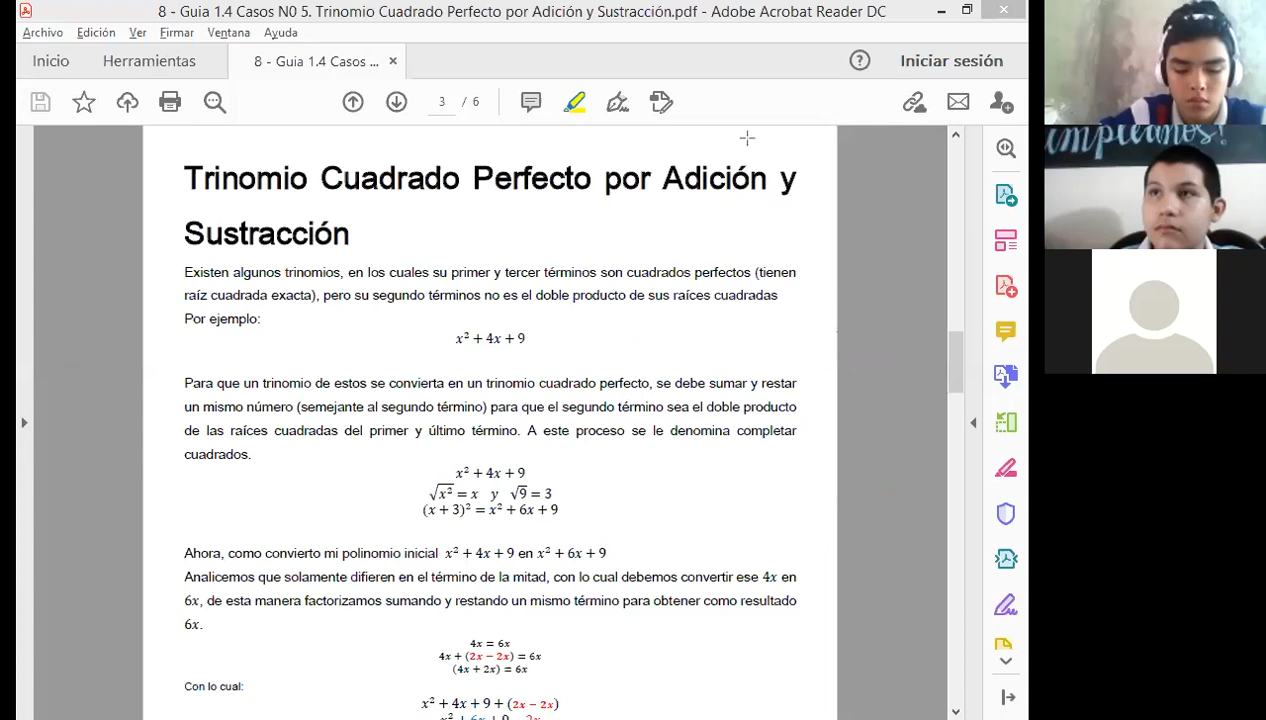 8 - Guia 1.4 Casos N0 5. Trinomio Cuadrado Perfecto por Adición y Sustracción.pdf - Adobe Acrobat Reader DC
Archivo Edición Ver Firmar Ventana Ayuda
Inicio Herramientas 8 - Guia 1.4 Casos ... × Iniciar sesión
3 / 6
Trinomio Cuadrado Perfecto por Adición y
Sustracción
Existen algunos trinomios, en los cuales su primer y tercer términos son cuadrados perfectos (tienen
raíz cuadrada exacta), pero su segundo términos no es el doble producto de sus raíces cuadradas
Por ejemplo:
x² + 4x + 9
Para que un trinomio de estos se convierta en un trinomio cuadrado perfecto, se debe sumar y restar
un mismo número (semejante al segundo término) para que el segundo término sea el doble producto
de las raíces cuadradas del primer y último término. A este proceso se le denomina completar
cuadrados.
x² + 4x + 9
√x² = x y √9 = 3
(x + 3)² = x² + 6x + 9
Ahora, como convierto mi polinomio inicial x² + 4x + 9 en x² + 6x + 9
Analicemos que solamente difieren en el término de la mitad, con lo cual debemos convertir ese 4x en
6x, de esta manera factorizamos sumando y restando un mismo término para obtener como resultado
6x.
4x = 6x
4x + (2x − 2x) = 6x
(4x + 2x) = 6x
Con lo cual:
x² + 4x + 9 + (2x − 2x)
x² + 6x + 9 − 2x
umpleaños!